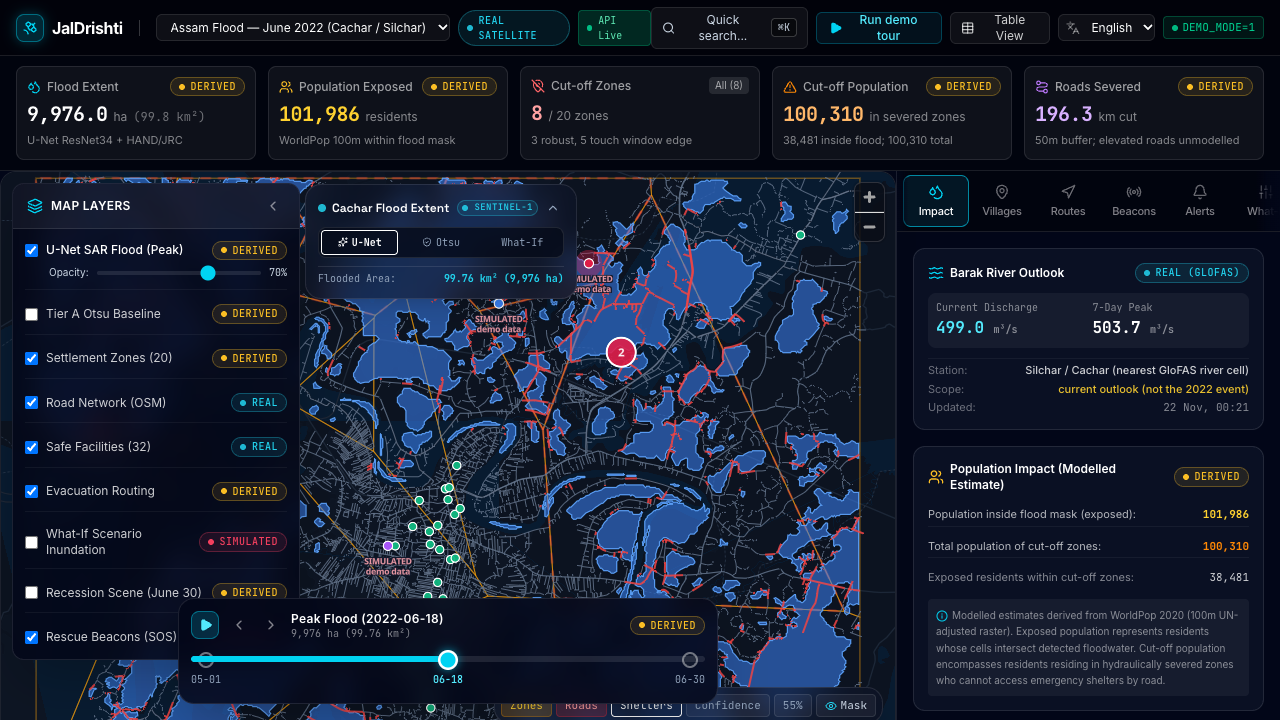 JalDrishti
Assam Flood — June 2022 (Cachar / Silchar)
REAL SATELLITE
API Live
Quick search...
⌘K
Run demo tour
Table View
English
DEMO_MODE=1
Flood Extent
DERIVED
9,976.0 ha (99.8 km²)
U-Net ResNet34 + HAND/JRC
Population Exposed
DERIVED
101,986 residents
WorldPop 100m within flood mask
Cut-off Zones
All (8)
8 / 20 zones
3 robust, 5 touch window edge
Cut-off Population
DERIVED
100,310 in severed zones
38,481 inside flood; 100,310 total
Roads Severed
DERIVED
196.3 km cut
50m buffer; elevated roads unmodelled
MAP LAYERS
U-Net SAR Flood (Peak)
DERIVED
Opacity:
70%
Tier A Otsu Baseline
DERIVED
Settlement Zones (20)
DERIVED
Road Network (OSM)
REAL
Safe Facilities (32)
REAL
Evacuation Routing
DERIVED
What-If Scenario Inundation
SIMULATED
Recession Scene (June 30)
DERIVED
Rescue Beacons (SOS)
Cachar Flood Extent
SENTINEL-1
U-Net
Otsu
What-If
Flooded Area:
99.76 km² (9,976 ha)
SIMULATED
demo data
2
SIMULATED
demo data
+
−
Peak Flood (2022-06-18)
9,976 ha (99.76 km²)
DERIVED
05-01
06-18
06-30
Zones
Roads
Shelters
Confidence
55%
Mask
Impact
Villages
Routes
Beacons
Alerts
Barak River Outlook
REAL (GLOFAS)
Current Discharge
499.0 m³/s
7-Day Peak
503.7 m³/s
Station:
Silchar / Cachar (nearest GloFAS river cell)
Scope:
current outlook (not the 2022 event)
Updated:
22 Nov, 00:21
Population Impact (Modelled Estimate)
DERIVED
Population inside flood mask (exposed):
101,986
Total population of cut-off zones:
100,310
Exposed residents within cut-off zones:
38,481
Modelled estimates derived from WorldPop 2020 (100m UN-
adjusted raster). Exposed population represents residents
whose cells intersect detected floodwater. Cut-off population
encompasses residents residing in hydraulically severed zones
who cannot access emergency shelters by road.